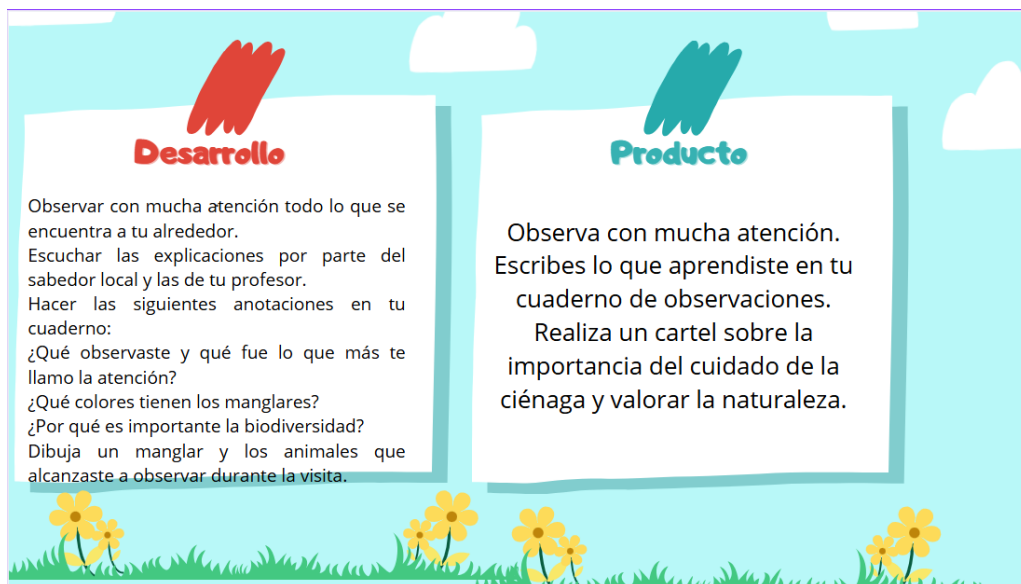 Desarrollo
Observar con mucha atención todo lo que se
encuentra a tu alrededor.
Escuchar las explicaciones por parte del
sabedor local y las de tu profesor.
Hacer las siguientes anotaciones en tu
cuaderno:
¿Qué observaste y qué fue lo que más te
llamo la atención?
¿Qué colores tienen los manglares?
¿Por qué es importante la biodiversidad?
Dibuja un manglar y los animales que
alcanzaste a observar durante la visita.
Producto
Observa con mucha atención.
Escribes lo que aprendiste en tu
cuaderno de observaciones.
Realiza un cartel sobre la
importancia del cuidado de la
ciénaga y valorar la naturaleza.